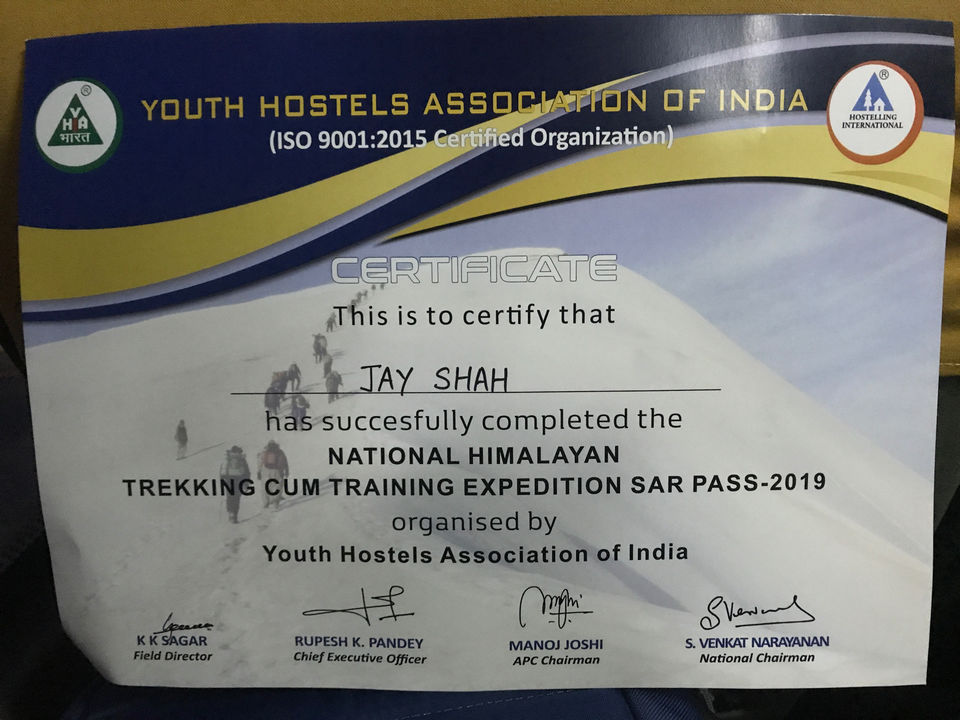 YHA
भारत
®
YOUTH HOSTELS ASSOCIATION OF INDIA
(ISO 9001:2015 Certified Organization)
®
HOSTELLING
INTERNATIONAL
CERTIFICATE
This is to certify that
JAY SHAH
has succesfully completed the
NATIONAL HIMALAYAN
TREKKING CUM TRAINING EXPEDITION SAR PASS-2019
organised by
Youth Hostels Association of India
K K SAGAR
Field Director
RUPESH K. PANDEY
Chief Executive Officer
MANOJ JOSHI
APC Chairman
S. VENKAT NARAYANAN
National Chairman